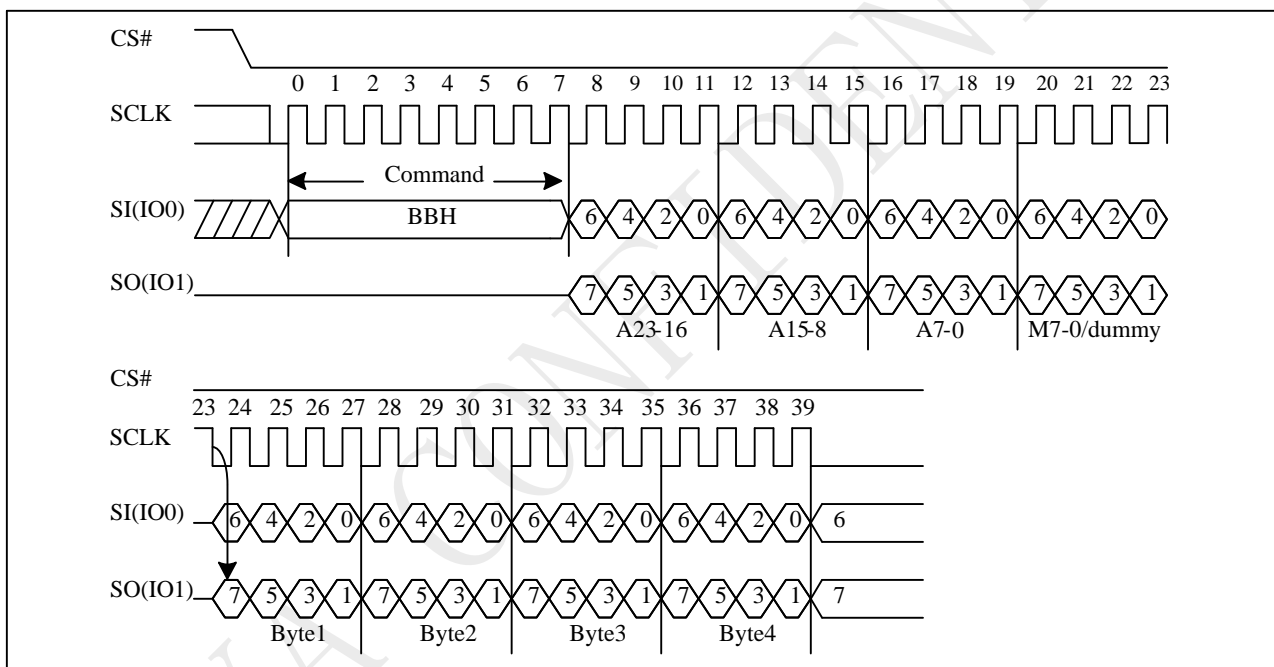 CS#
0 1 2 3 4 5 6 7 8 9 10 11 12 13 14 15 16 17 18 19 20 21 22 23
SCLK
Command
SI(IO0) BBH 6 4 2 0 6 4 2 0 6 4 2 0 6 4 2 0
SO(IO1) 7 5 3 1 7 5 3 1 7 5 3 1 7 5 3 1
A23-16 A15-8 A7-0 M7-0/dummy
CS#
23 24 25 26 27 28 29 30 31 32 33 34 35 36 37 38 39
SCLK
SI(IO0) 6 4 2 0 6 4 2 0 6 4 2 0 6 4 2 0 6
SO(IO1) 7 5 3 1 7 5 3 1 7 5 3 1 7 5 3 1 7
Byte1 Byte2 Byte3 Byte4